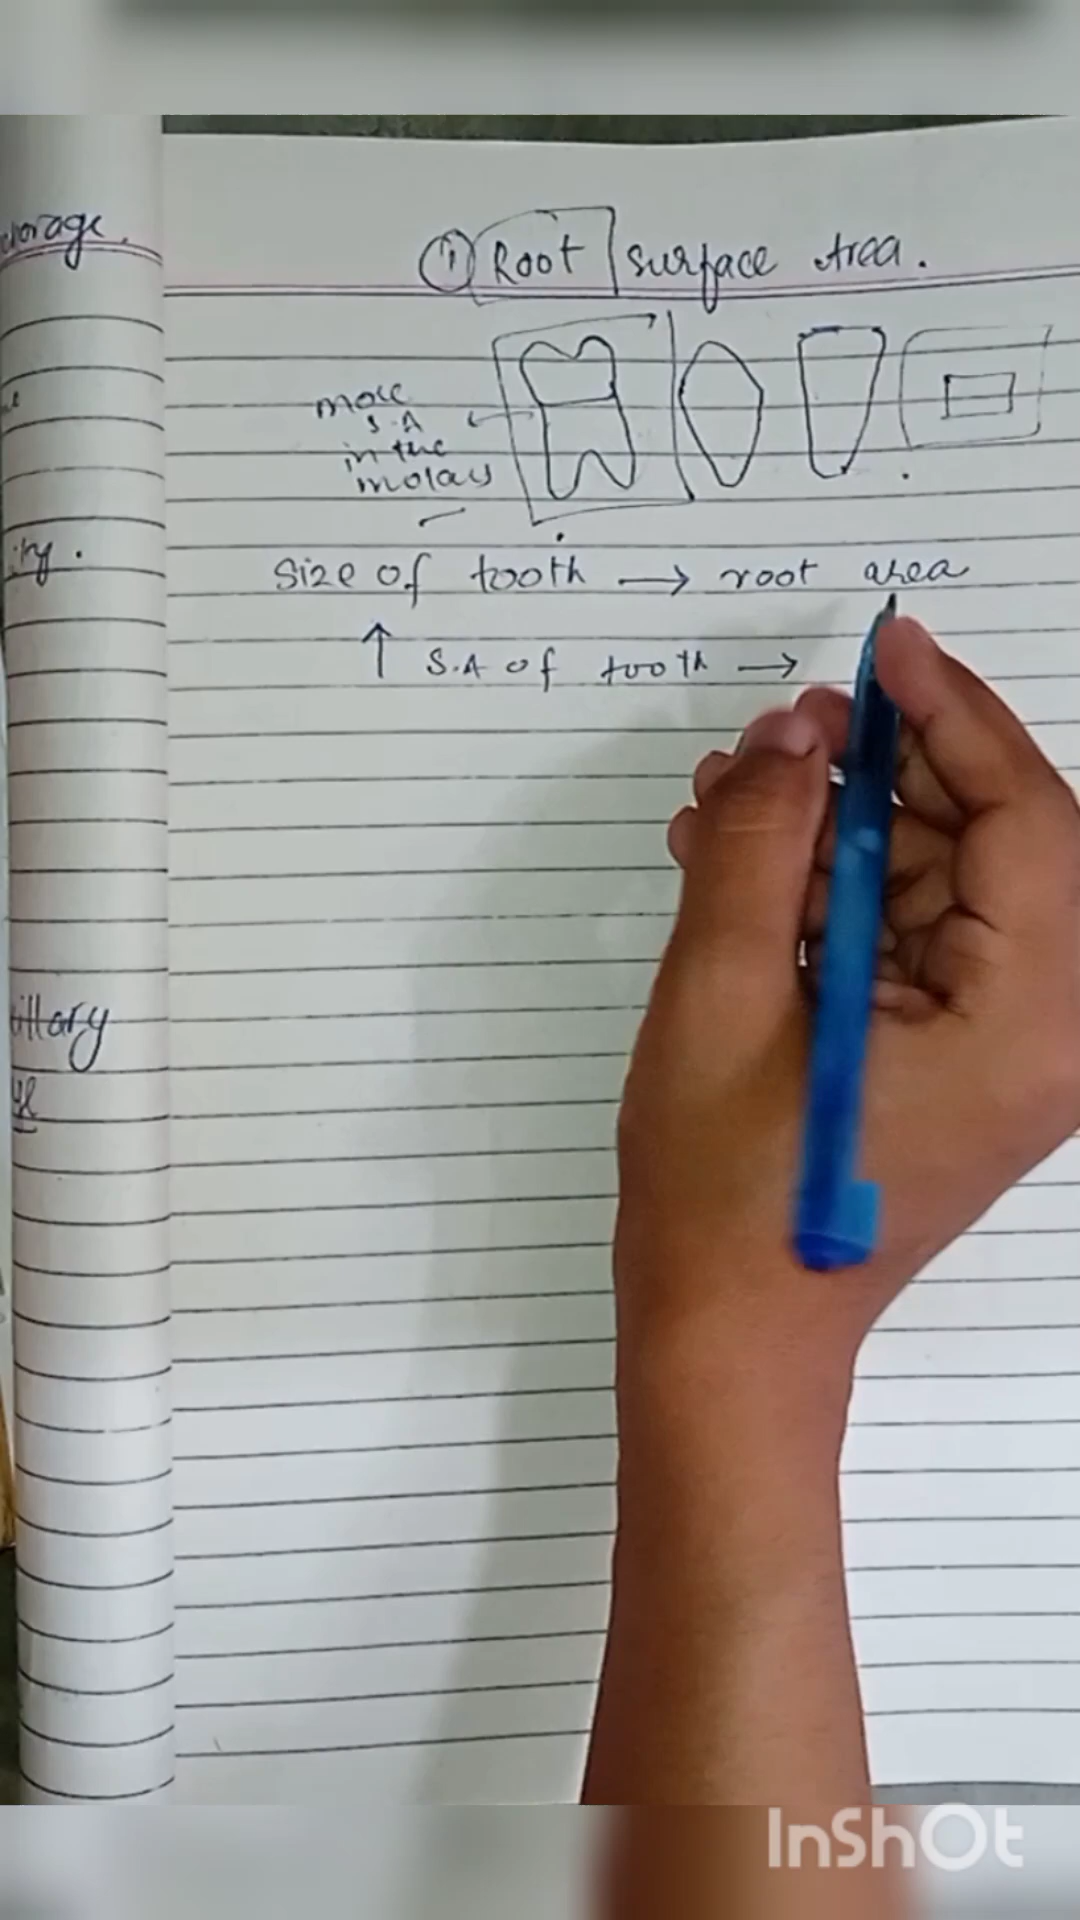 ① Root surface Area.
more
S.A
in the
molars
size of tooth → root area
↑ S.A of tooth →
InShOt